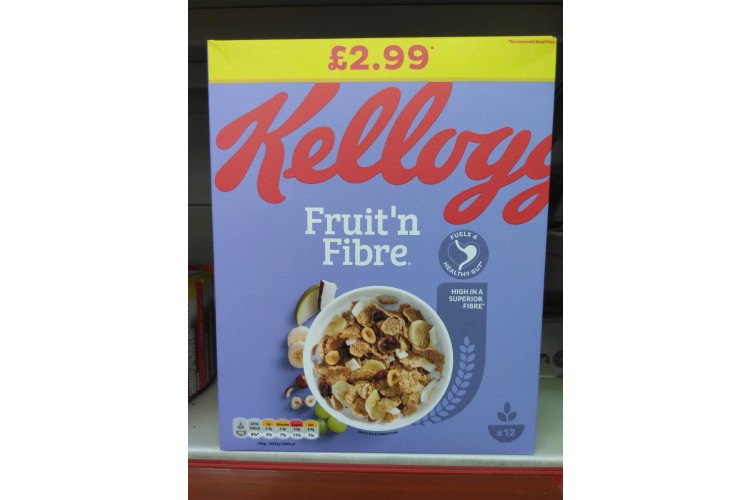 *Recommended Retail Price
£2.99*
Kellogg
Fruit'n
Fibre®
FUELS A
HEALTHY GUT*
HIGH IN A
SUPERIOR
FIBRE*
x12